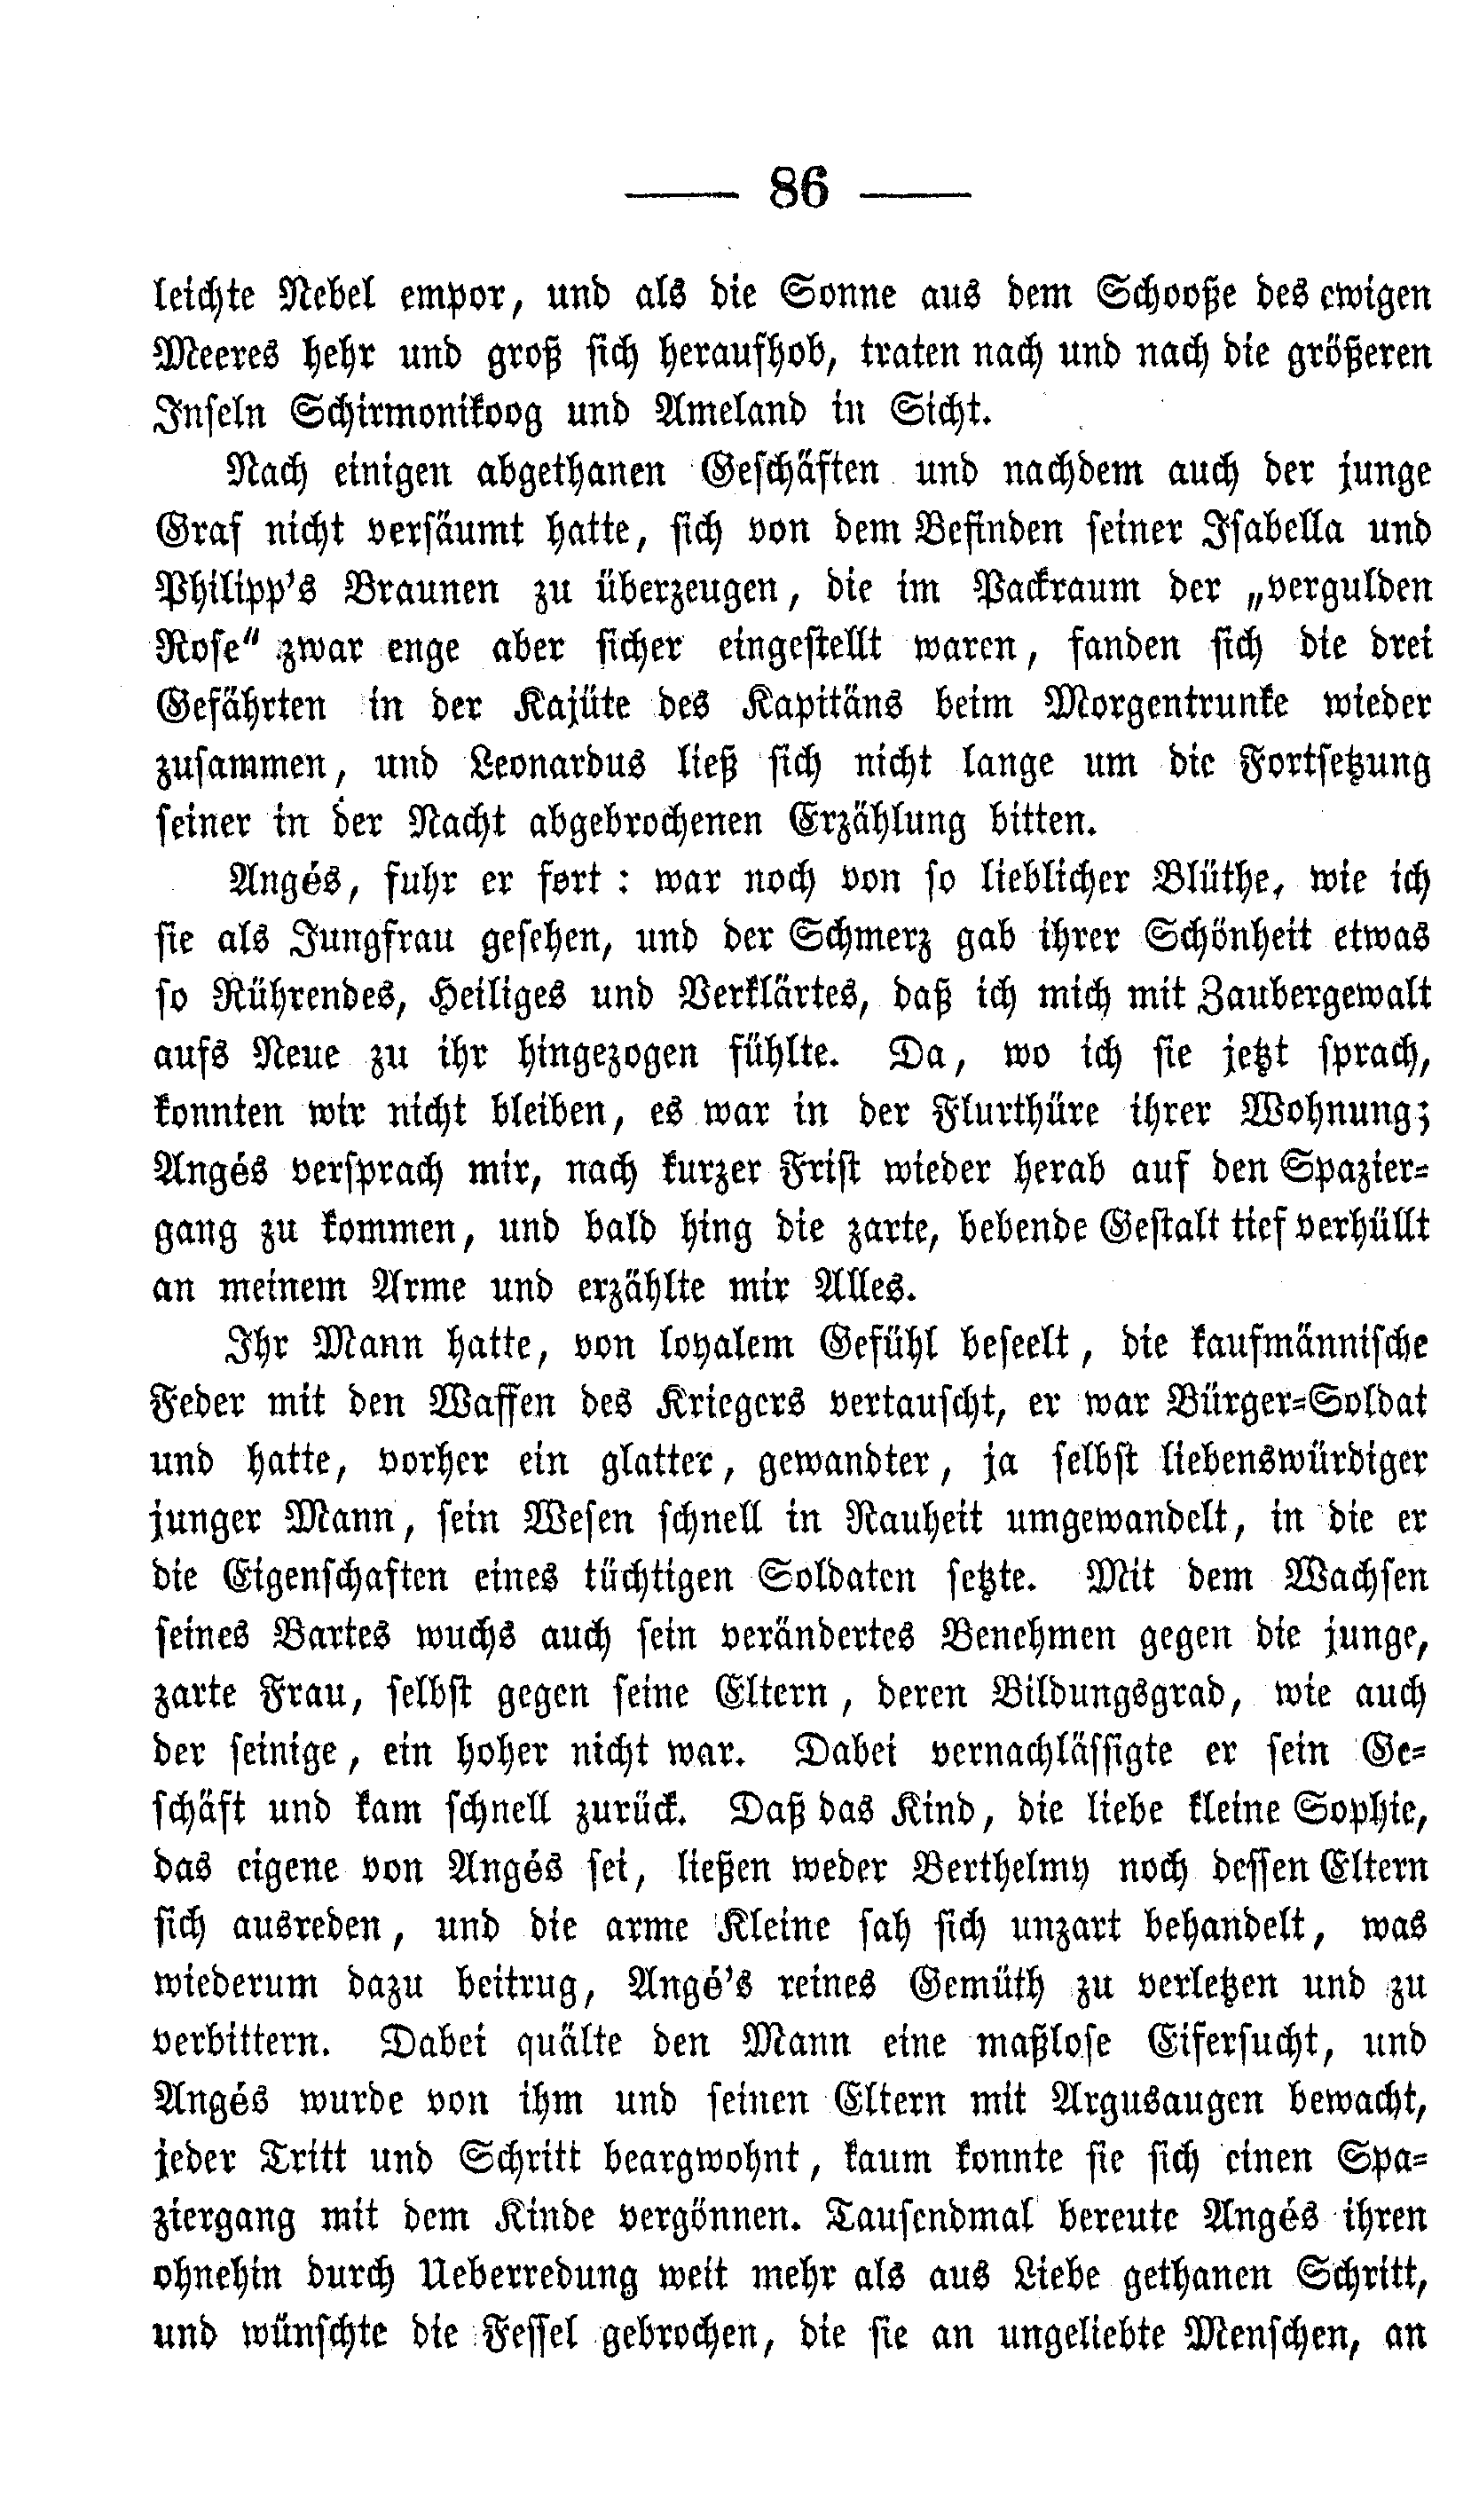 — 86 —
leichte Nebel empor, und als die Sonne aus dem Schooße des ewigen
Meeres hehr und groß sich heraufhob, traten nach und nach die größeren
Inseln Schirmonikoog und Ameland in Sicht.
Nach einigen abgethanen Geschäften und nachdem auch der junge
Graf nicht versäumt hatte, sich von dem Befinden seiner Isabella und
Philipp's Braunen zu überzeugen, die im Packraum der „vergulden
Rose“ zwar enge aber sicher eingestellt waren, fanden sich die drei
Gefährten in der Kajüte des Kapitäns beim Morgentrunke wieder
zusammen, und Leonardus ließ sich nicht lange um die Fortsetzung
seiner in der Nacht abgebrochenen Erzählung bitten.
Angés, fuhr er fort: war noch von so lieblicher Blüthe, wie ich
sie als Jungfrau gesehen, und der Schmerz gab ihrer Schönheit etwas
so Rührendes, Heiliges und Verklärtes, daß ich mich mit Zaubergewalt
aufs Neue zu ihr hingezogen fühlte. Da, wo ich sie jetzt sprach,
konnten wir nicht bleiben, es war in der Flurthüre ihrer Wohnung;
Angés versprach mir, nach kurzer Frist wieder herab auf den Spazier-
gang zu kommen, und bald hing die zarte, bebende Gestalt tief verhüllt
an meinem Arme und erzählte mir Alles.
Ihr Mann hatte, von loyalem Gefühl beseelt, die kaufmännische
Feder mit den Waffen des Kriegers vertauscht, er war Bürger-Soldat
und hatte, vorher ein glatter, gewandter, ja selbst liebenswürdiger
junger Mann, sein Wesen schnell in Rauheit umgewandelt, in die er
die Eigenschaften eines tüchtigen Soldaten setzte. Mit dem Wachsen
seines Bartes wuchs auch sein verändertes Benehmen gegen die junge,
zarte Frau, selbst gegen seine Eltern, deren Bildungsgrad, wie auch
der seinige, ein hoher nicht war. Dabei vernachlässigte er sein Ge-
schäft und kam schnell zurück. Daß das Kind, die liebe kleine Sophie,
das eigene von Angés sei, ließen weder Berthelmy noch dessen Eltern
sich ausreden, und die arme Kleine sah sich unzart behandelt, was
wiederum dazu beitrug, Angé's reines Gemüth zu verletzen und zu
verbittern. Dabei quälte den Mann eine maßlose Eifersucht, und
Angés wurde von ihm und seinen Eltern mit Argusaugen bewacht,
jeder Tritt und Schritt beargwohnt, kaum konnte sie sich einen Spa-
ziergang mit dem Kinde vergönnen. Tausendmal bereute Angés ihren
ohnehin durch Ueberredung weit mehr als aus Liebe gethanen Schritt,
und wünschte die Fessel gebrochen, die sie an ungeliebte Menschen, an